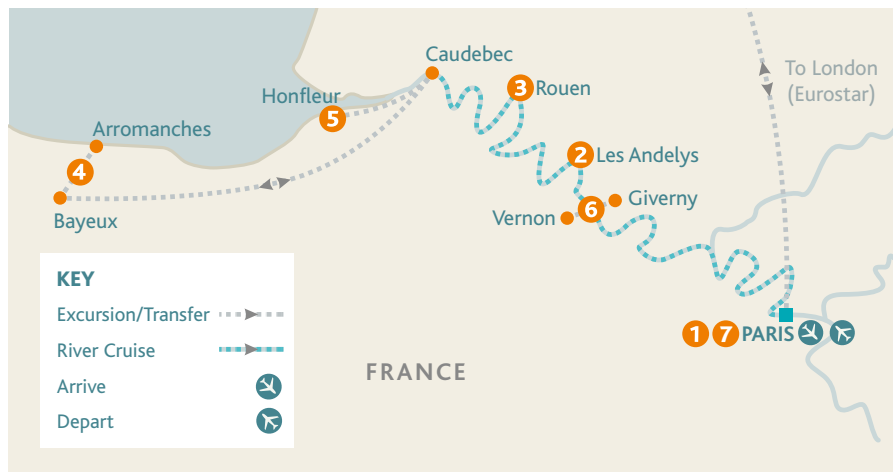 Caudebec
Honfleur
3 Rouen
To London
(Eurostar)
5
Arromanches
4
2 Les Andelys
Bayeux
Vernon
6
Giverny
KEY
Excursion/Transfer
River Cruise
Arrive
Depart
1 7 PARIS
FRANCE